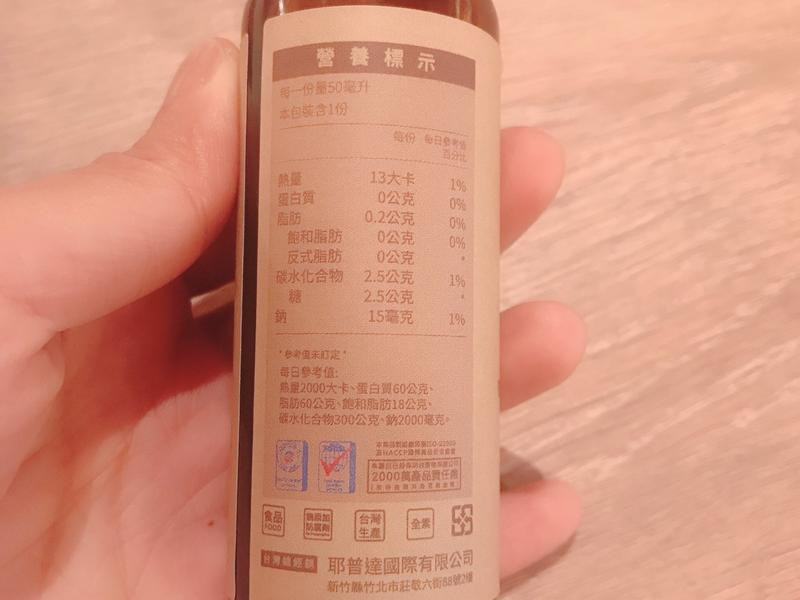 營養標示
每一份量50毫升
本包裝含1份
每份 每日參考值
百分比
熱量 13大卡 1%
蛋白質 0公克 0%
脂肪 0.2公克 0%
飽和脂肪 0公克 0%
反式脂肪 0公克 *
碳水化合物 2.5公克 1%
糖 2.5公克 *
鈉 15毫克 1%
*參考值未訂定*
每日參考值:
熱量2000大卡、蛋白質60公克、
脂肪60公克、飽和脂肪18公克、
碳水化合物300公克、鈉2000毫克。
2000萬產品責任險
食品
FOOD
無添加
防腐劑
台灣
生產
全素
台灣總經銷
耶普達國際有限公司
新竹縣竹北市莊敬六街88號2樓